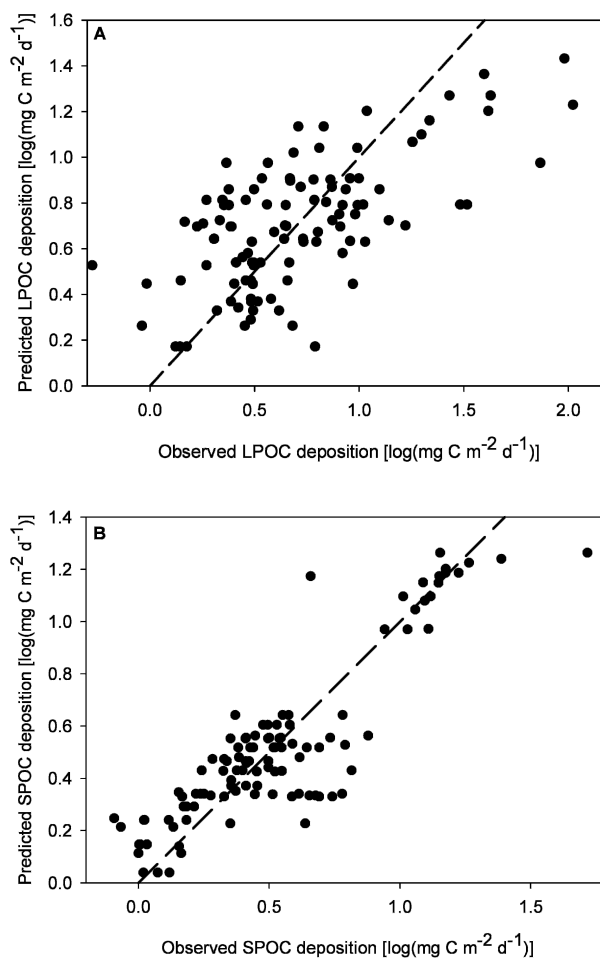 A
1.6
1.4
1.2
1.0
0.8
0.6
0.4
0.2
0.0
Predicted LPOC deposition [log(mg C m-2 d-1)]
0.0 0.5 1.0 1.5 2.0
Observed LPOC deposition [log(mg C m-2 d-1)]
B
1.4
1.2
1.0
0.8
0.6
0.4
0.2
0.0
Predicted SPOC deposition [log(mg C m-2 d-1)]
0.0 0.5 1.0 1.5
Observed SPOC deposition [log(mg C m-2 d-1)]